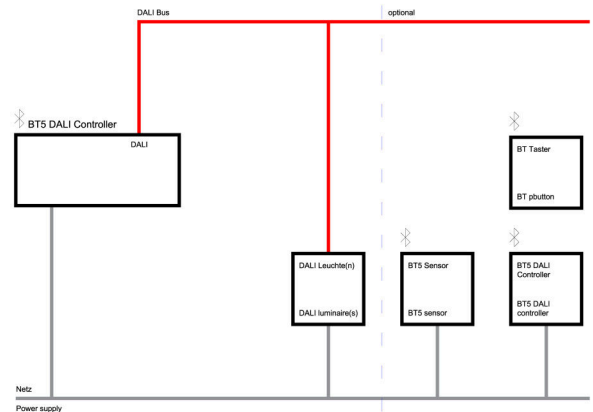 DALI Bus
optional
BT5 DALI Controller
DALI
BT Taster
BT pbutton
DALI Leuchte(n)
DALI luminaire(s)
BT5 Sensor
BT5 sensor
BT5 DALI
Controller
BT5 DALI
controller
Netz
Power supply